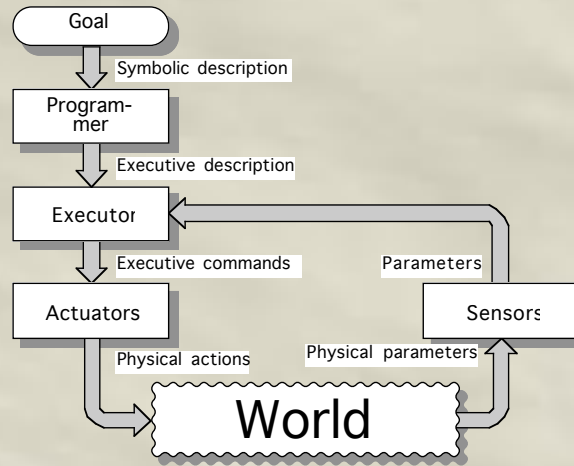 Goal
Symbolic description
Program-
mer
Executive description
Executor
Executive commands
Parameters
Actuators
Sensors
Physical actions
Physical parameters
World